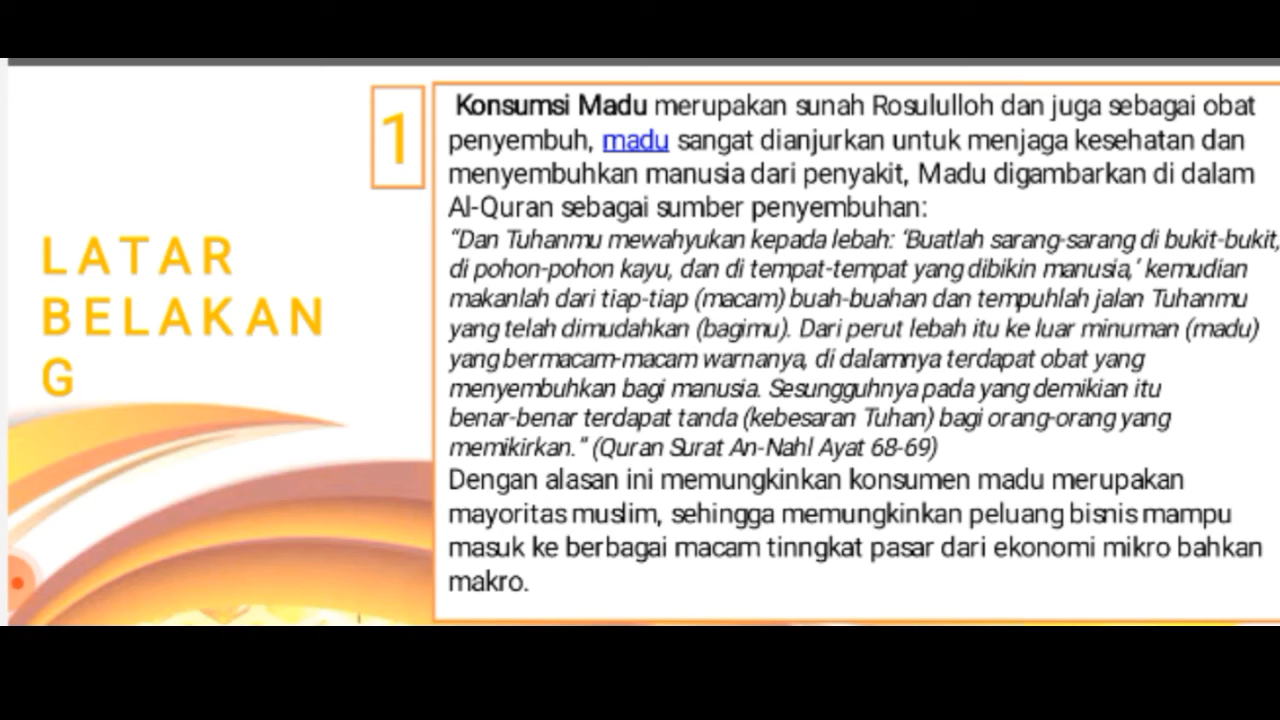 LATAR
BELAKAN
G
1
Konsumsi Madu merupakan sunah Rosululloh dan juga sebagai obat
penyembuh, madu sangat dianjurkan untuk menjaga kesehatan dan
menyembuhkan manusia dari penyakit, Madu digambarkan di dalam
Al-Quran sebagai sumber penyembuhan:
“Dan Tuhanmu mewahyukan kepada lebah: ‘Buatlah sarang-sarang di bukit-bukit,
di pohon-pohon kayu, dan di tempat-tempat yang dibikin manusia,’ kemudian
makanlah dari tiap-tiap (macam) buah-buahan dan tempuhlah jalan Tuhanmu
yang telah dimudahkan (bagimu). Dari perut lebah itu ke luar minuman (madu)
yang bermacam-macam warnanya, di dalamnya terdapat obat yang
menyembuhkan bagi manusia. Sesungguhnya pada yang demikian itu
benar-benar terdapat tanda (kebesaran Tuhan) bagi orang-orang yang
memikirkan.” (Quran Surat An-Nahl Ayat 68-69)
Dengan alasan ini memungkinkan konsumen madu merupakan
mayoritas muslim, sehingga memungkinkan peluang bisnis mampu
masuk ke berbagai macam tinngkat pasar dari ekonomi mikro bahkan
makro.